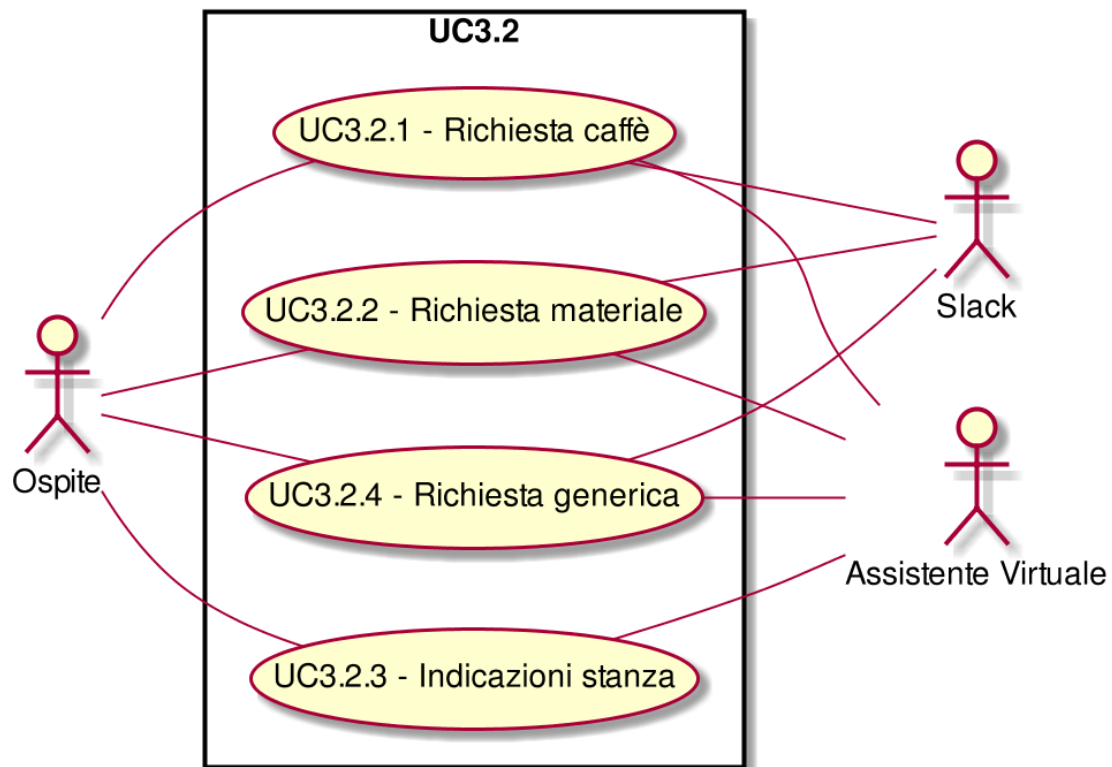 UC3.2
UC3.2.1 - Richiesta caffè
Slack
UC3.2.2 - Richiesta materiale
Ospite
UC3.2.4 - Richiesta generica
Assistente Virtuale
UC3.2.3 - Indicazioni stanza